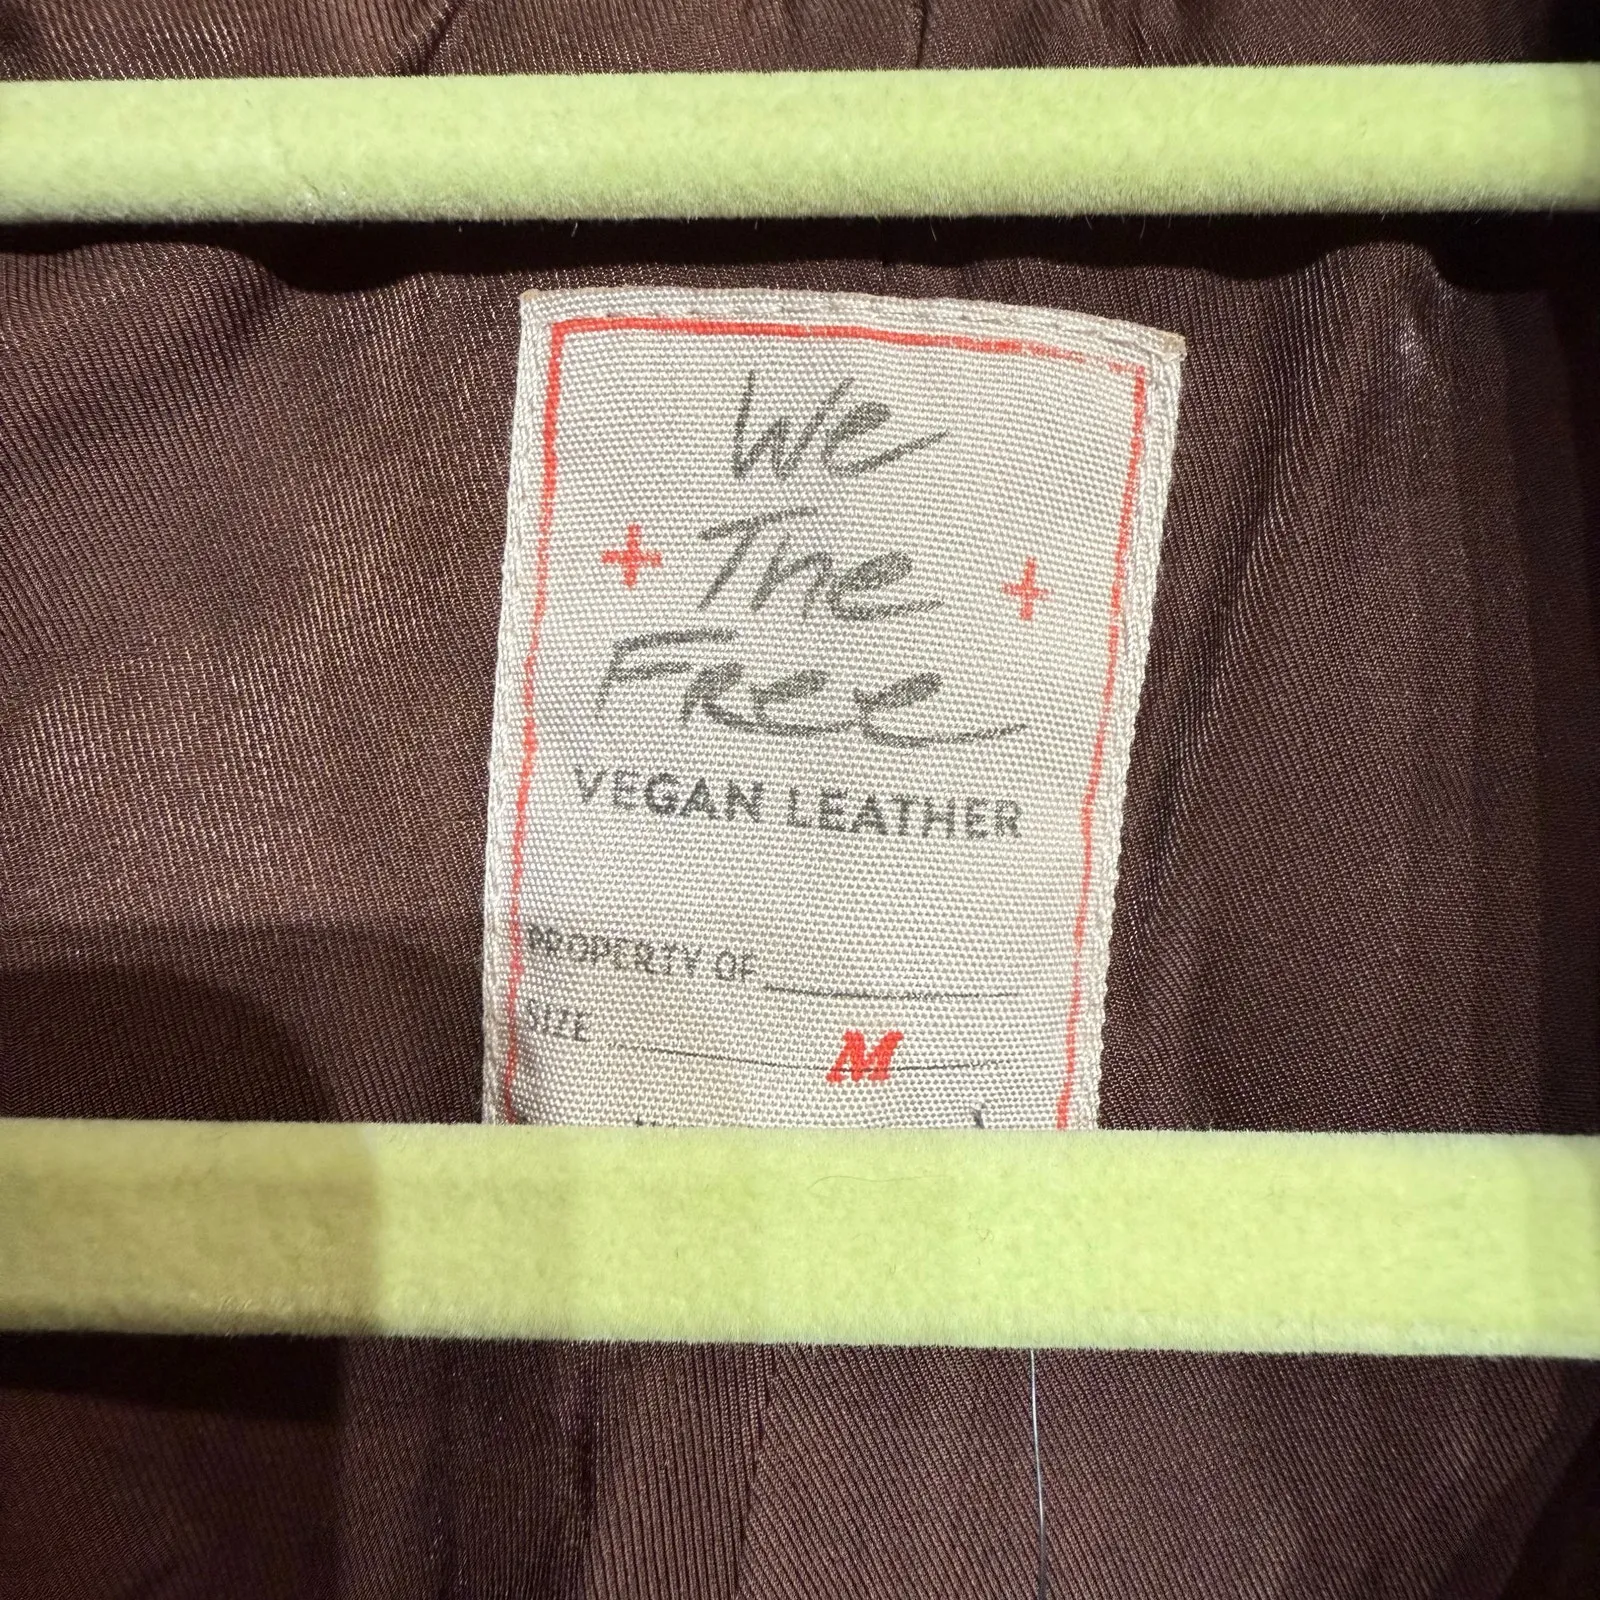 We
+ The +
Free
VEGAN LEATHER
PROPERTY OF
SIZE M